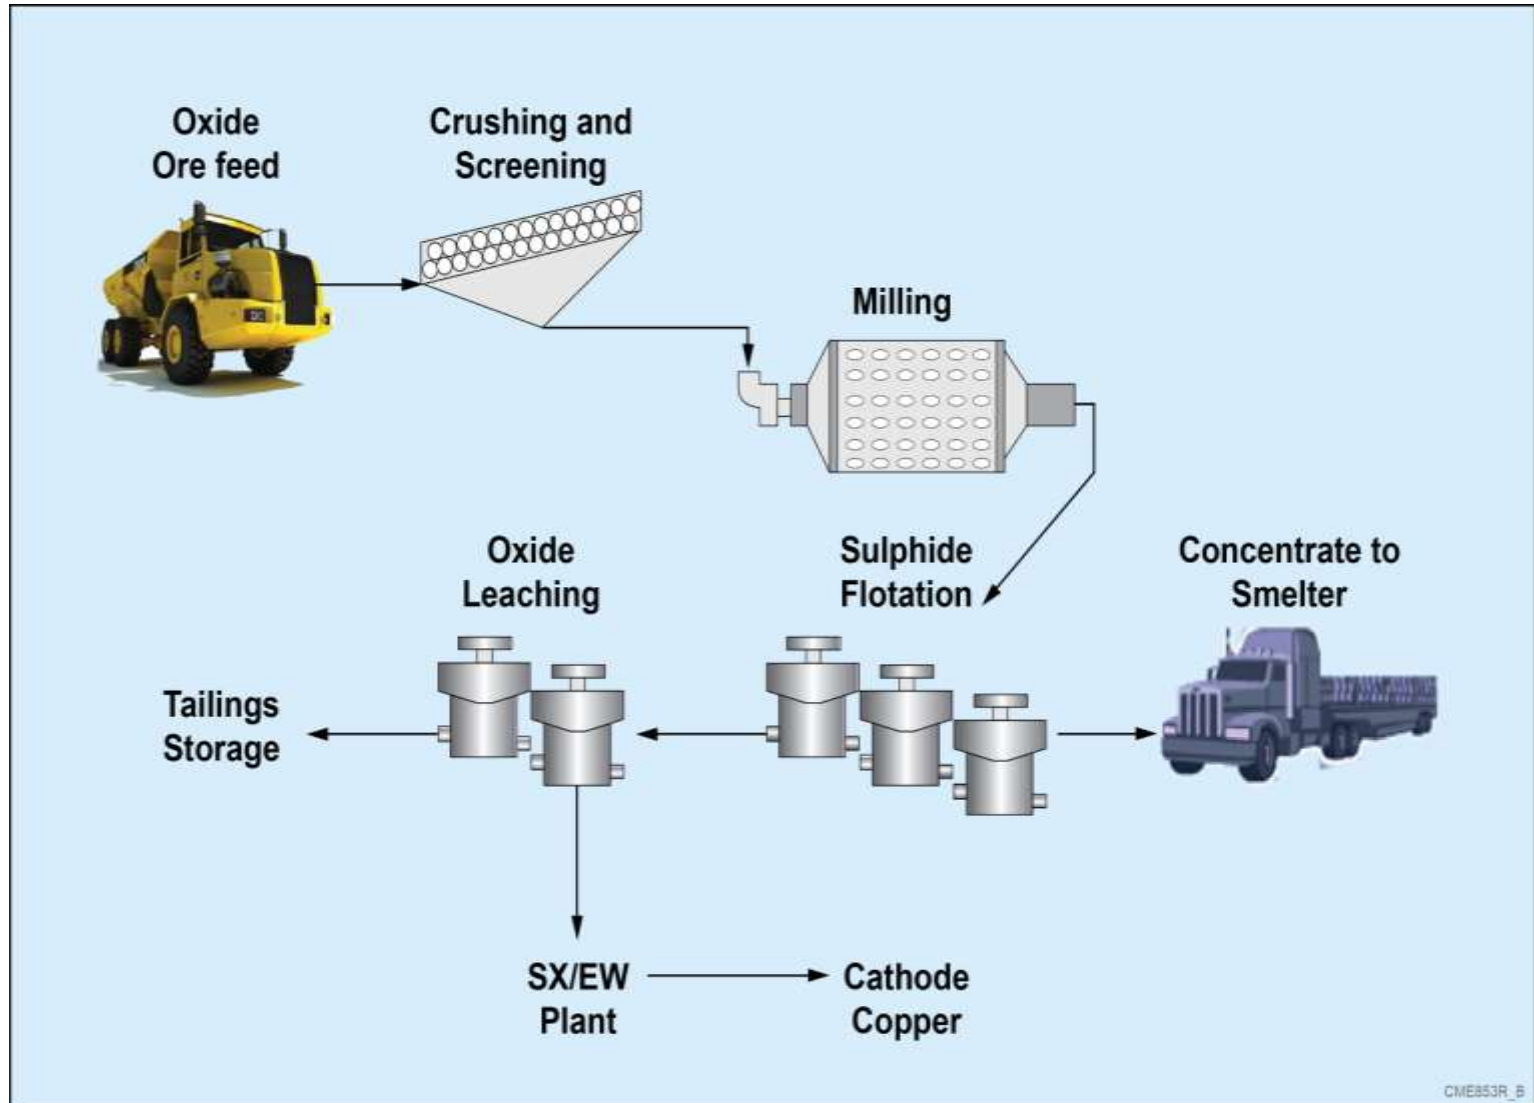 Oxide
Ore feed
Crushing and
Screening
Milling
Oxide
Leaching
Sulphide
Flotation
Concentrate to
Smelter
Tailings
Storage
SX/EW
Plant
Cathode
Copper
CME853R_B